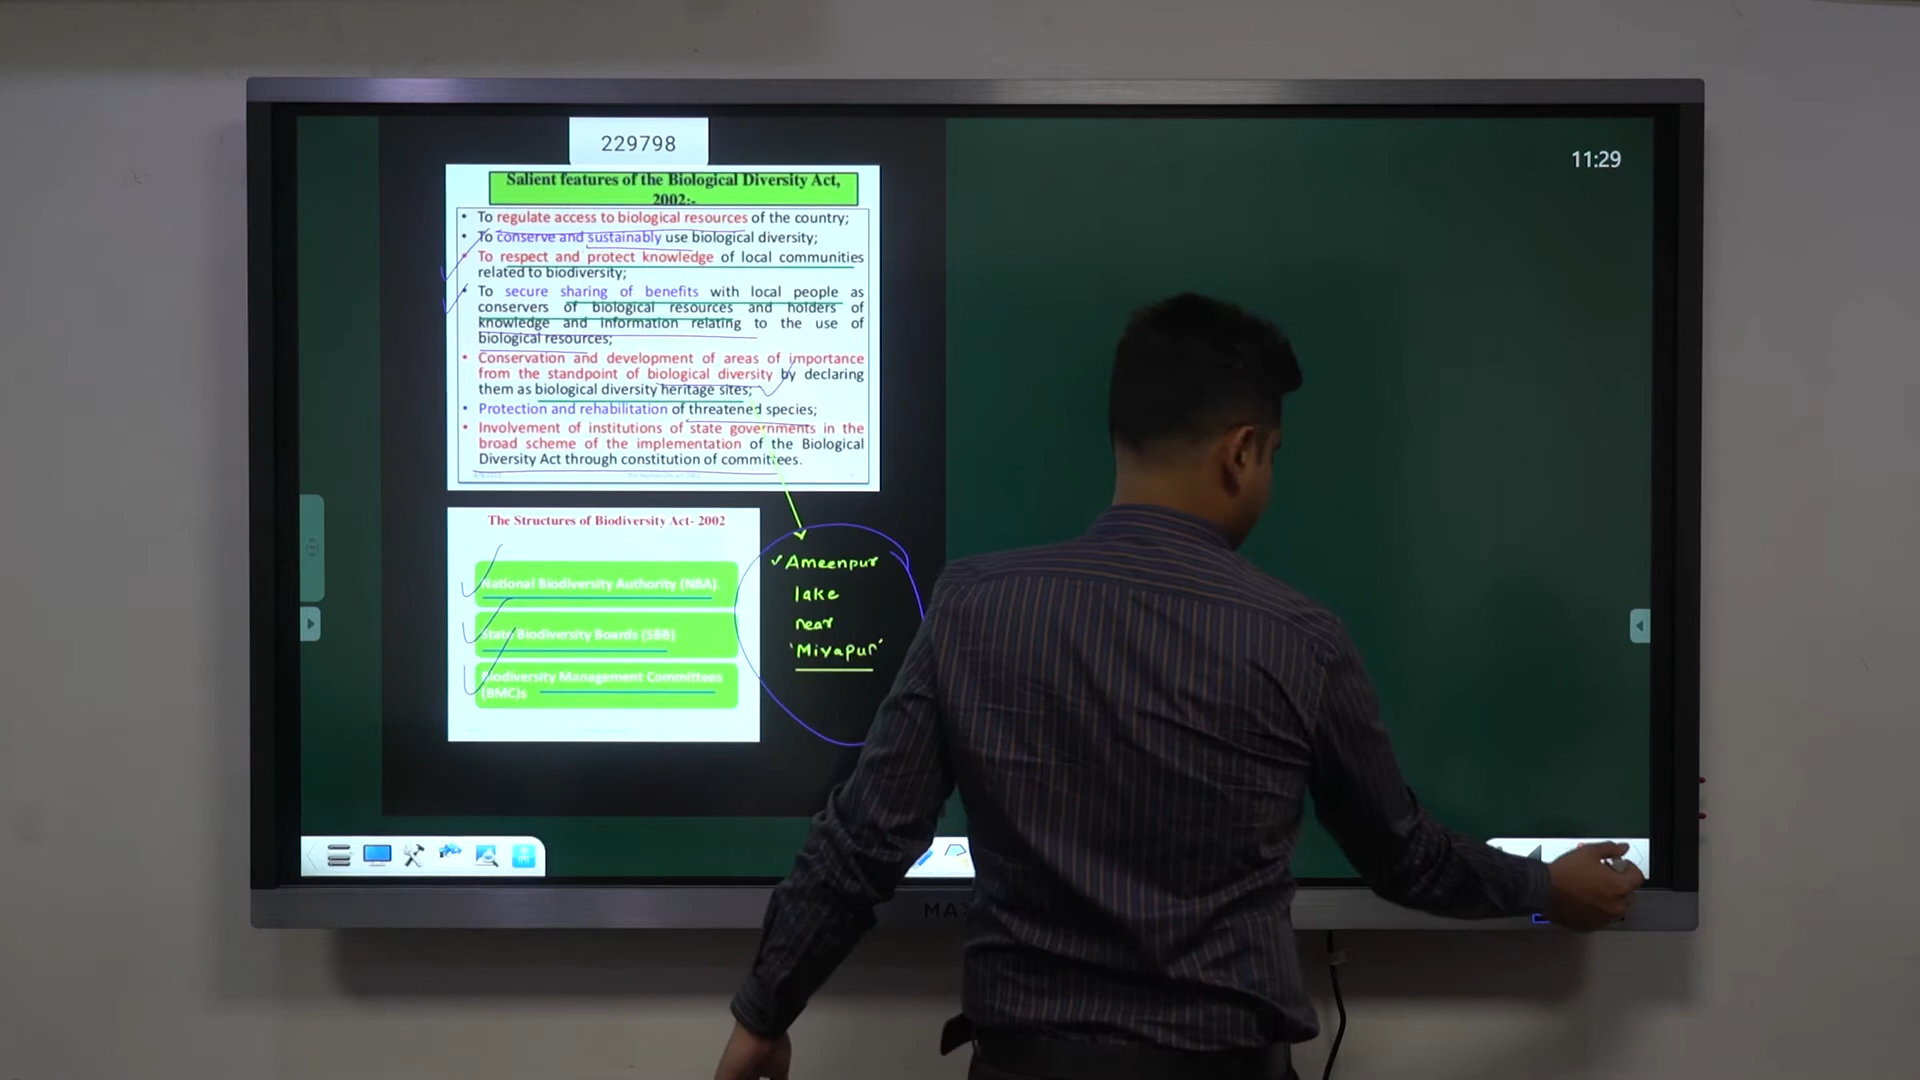 229798
11:29
Salient features of the Biological Diversity Act,
2002:-
• To regulate access to biological resources of the country;
• To conserve and sustainably use biological diversity;
• To respect and protect knowledge of local communities
related to biodiversity;
• To secure sharing of benefits with local people as
conservers of biological resources and holders of
knowledge and information relating to the use of
biological resources;
• Conservation and development of areas of importance
from the standpoint of biological diversity by declaring
them as biological diversity heritage sites;
• Protection and rehabilitation of threatened species;
• Involvement of institutions of state governments in the
broad scheme of the implementation of the Biological
Diversity Act through constitution of committees.
The Structures of Biodiversity Act- 2002
National Biodiversity Authority (NBA).
State Biodiversity Boards (SBB)
Biodiversity Management Committees
(BMC)s
Ameenpur
lake
near
'Miyapur'